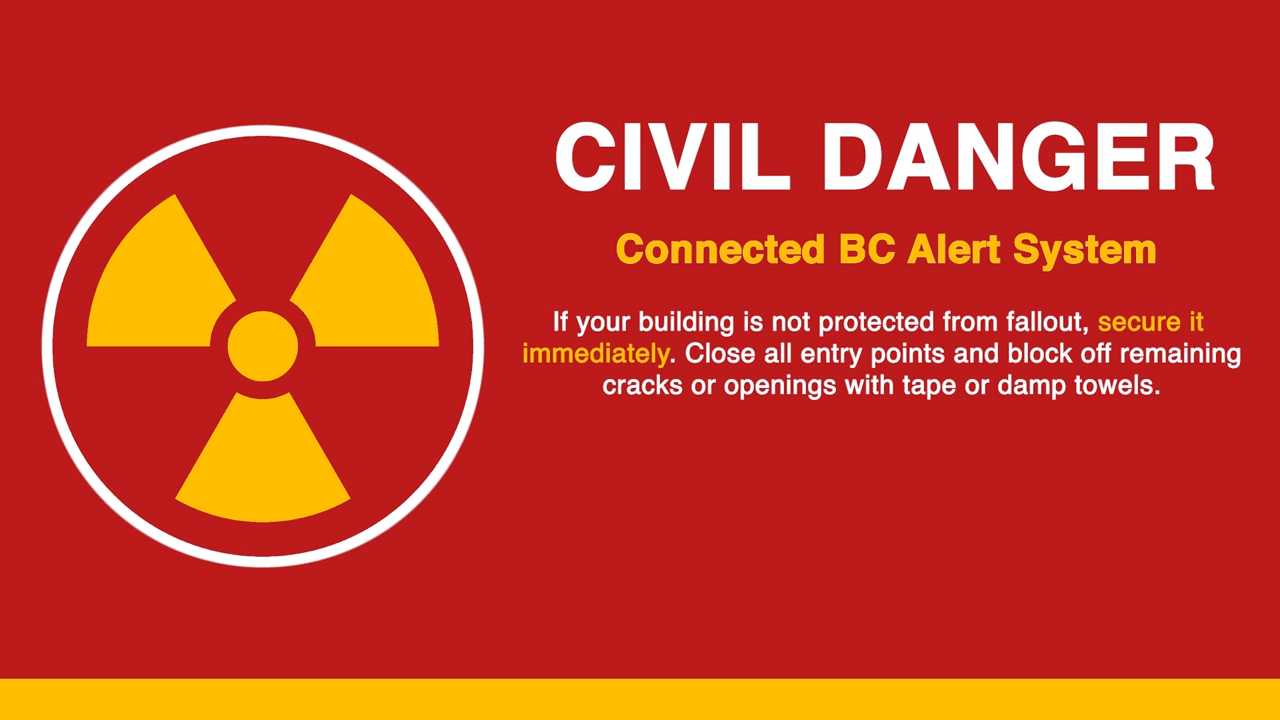 CIVIL DANGER
Connected BC Alert System
If your building is not protected from fallout, secure it
immediately. Close all entry points and block off remaining
cracks or openings with tape or damp towels.